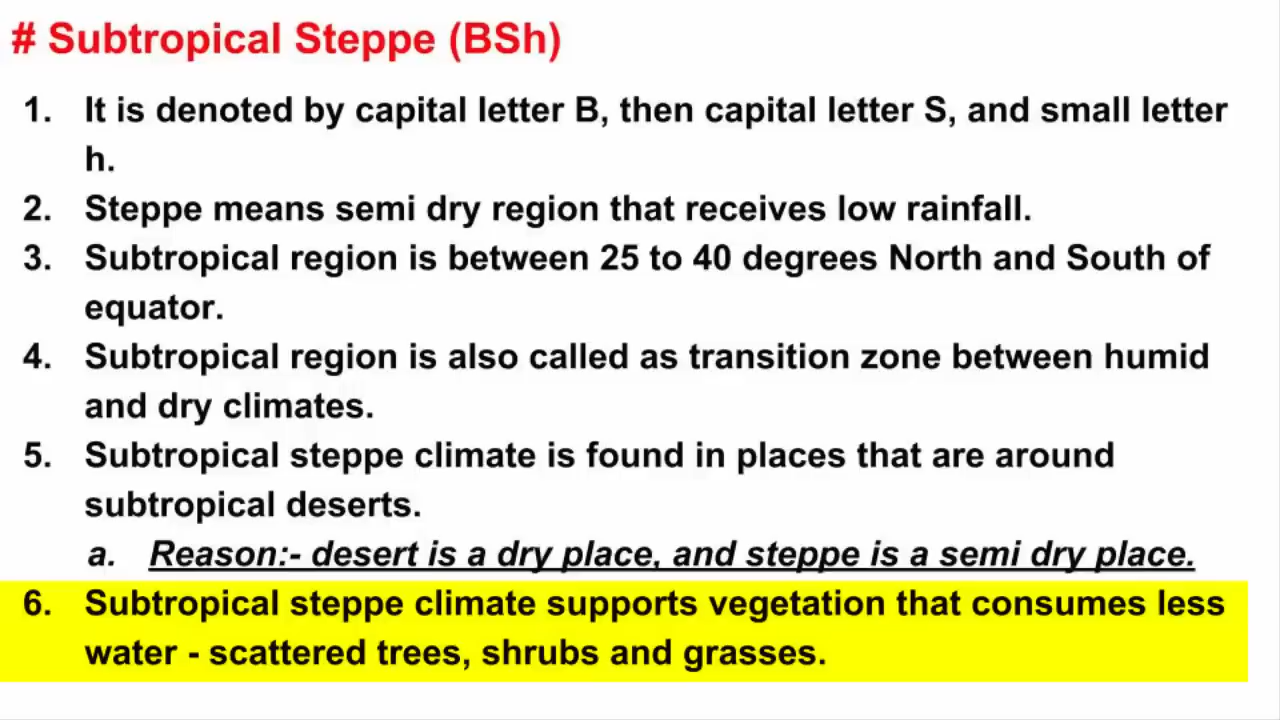 # Subtropical Steppe (BSh)
1. It is denoted by capital letter B, then capital letter S, and small letter
h.
2. Steppe means semi dry region that receives low rainfall.
3. Subtropical region is between 25 to 40 degrees North and South of
equator.
4. Subtropical region is also called as transition zone between humid
and dry climates.
5. Subtropical steppe climate is found in places that are around
subtropical deserts.
a. Reason:- desert is a dry place, and steppe is a semi dry place.
6. Subtropical steppe climate supports vegetation that consumes less
water - scattered trees, shrubs and grasses.